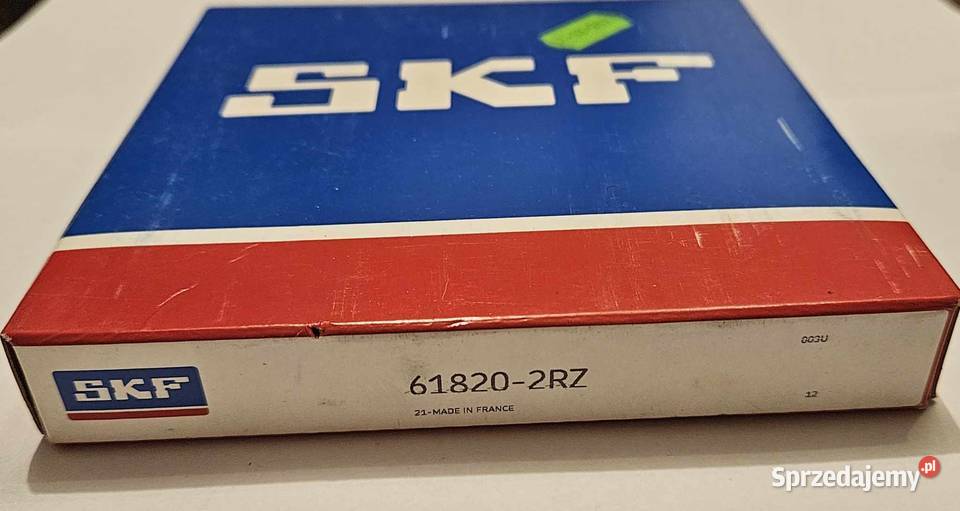 SKF
SKF
61820-2RZ
21-MADE IN FRANCE
003U
12
Sprzedajemy.pl